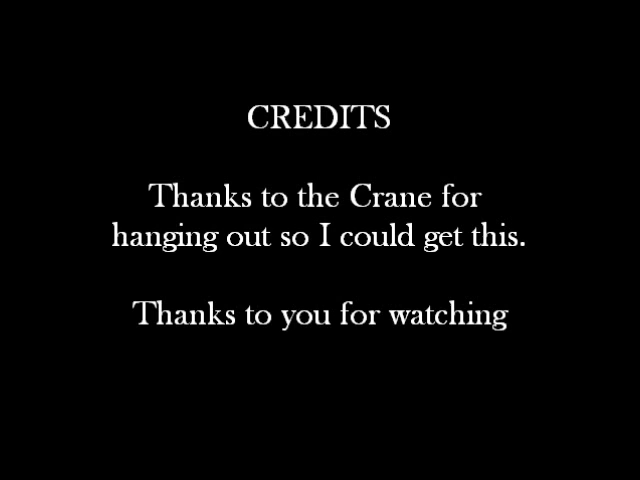 CREDITS
Thanks to the Crane for
hanging out so I could get this.
Thanks to you for watching